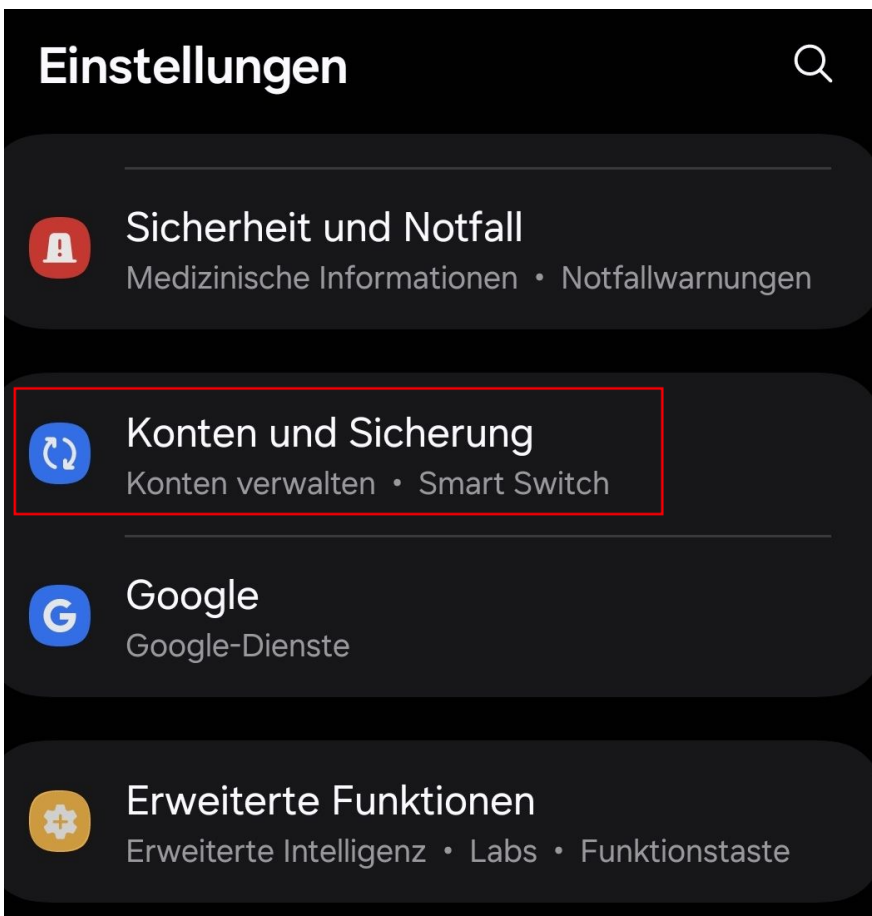 Einstellungen
Sicherheit und Notfall
Medizinische Informationen • Notfallwarnungen
Konten und Sicherung
Konten verwalten • Smart Switch
Google
Google-Dienste
Erweiterte Funktionen
Erweiterte Intelligenz • Labs • Funktionstaste